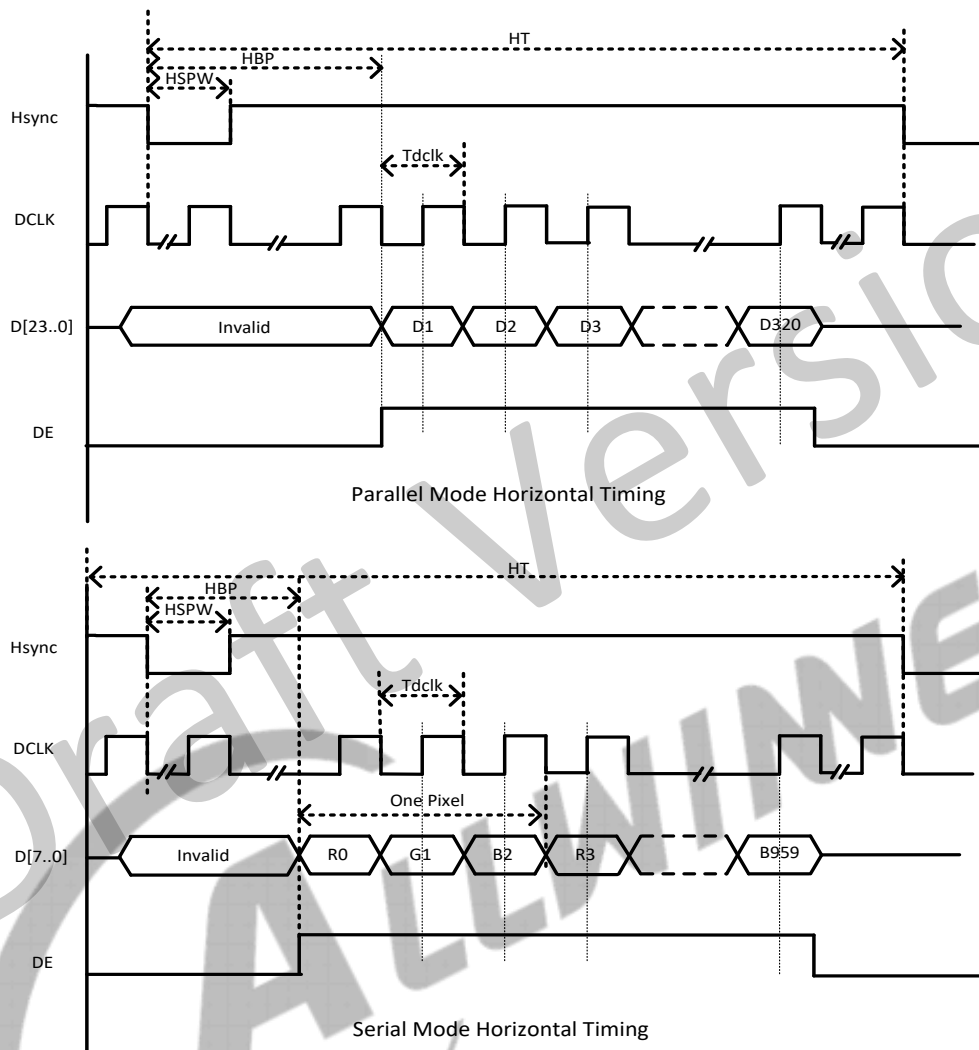 HT
HBP
HSPW
Hsync
Tdclk
DCLK
D[23..0]
Invalid
D1
D2
D3
D320
DE
Parallel Mode Horizontal Timing
HT
HBP
HSPW
Hsync
Tdclk
DCLK
One Pixel
D[7..0]
Invalid
R0
G1
B2
R3
B959
DE
Serial Mode Horizontal Timing
Draft Versio
ALLWINNE